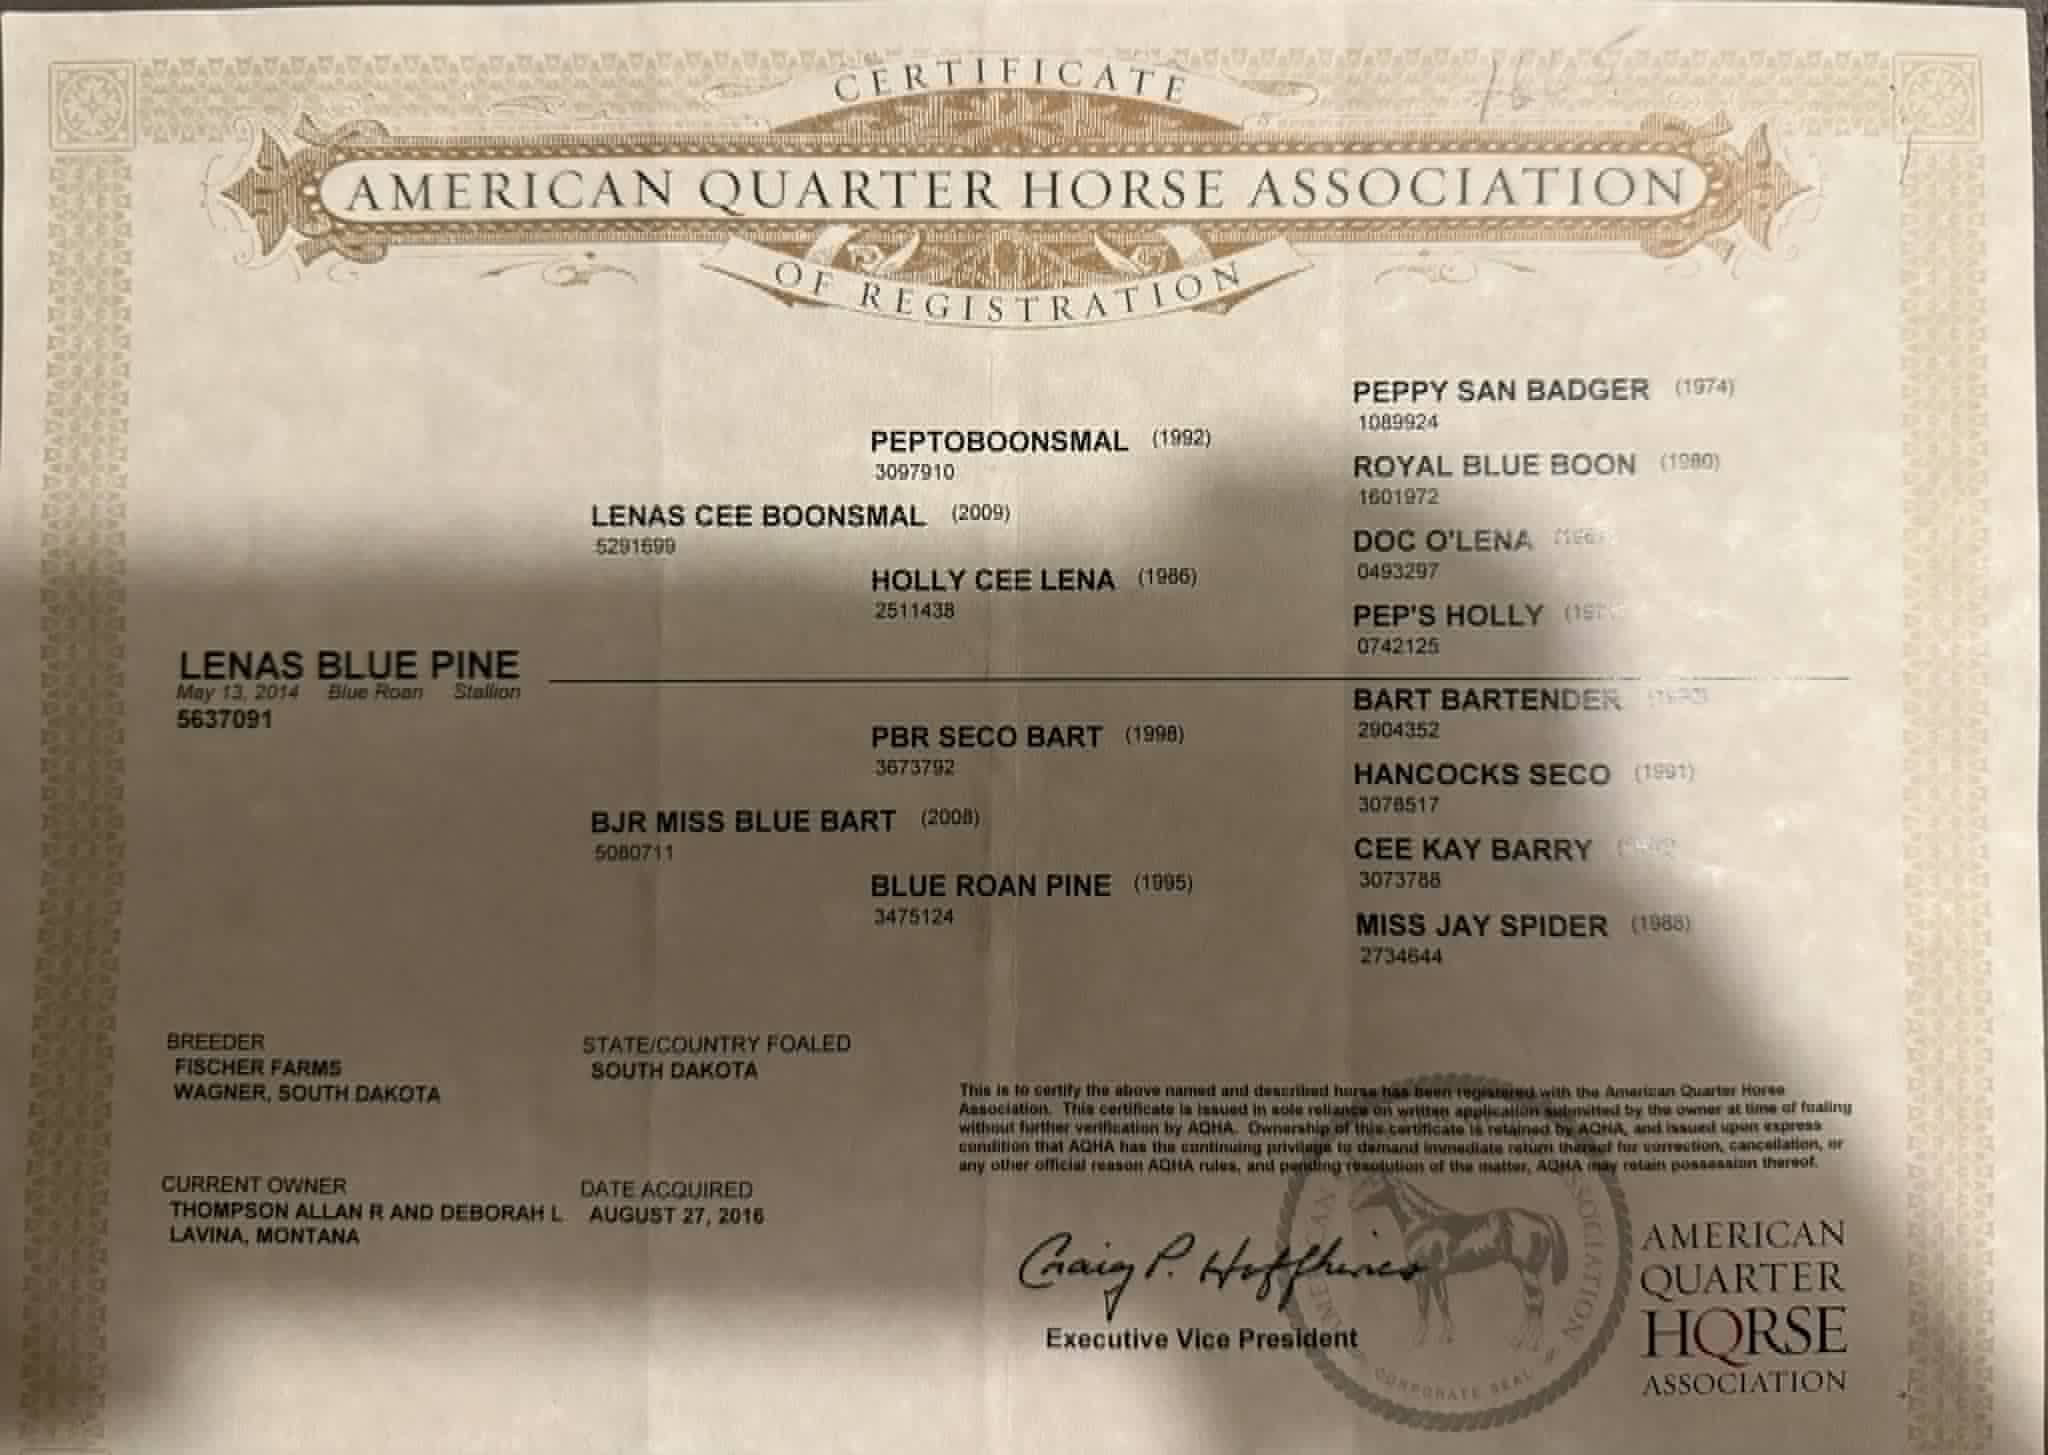 CERTIFICATE
AMERICAN QUARTER HORSE ASSOCIATION
OF REGISTRATION
PEPPY SAN BADGER (1974)
1089924
PEPTOBOONSMAL (1992)
3097910
ROYAL BLUE BOON (1980)
1601972
LENAS CEE BOONSMAL (2009)
5291699
DOC O'LENA
0493297
HOLLY CEE LENA (1986)
2511438
PEP'S HOLLY
0742125
LENAS BLUE PINE
May 13, 2014 Blue Roan Stallion
5637091
BART BARTENDER
2904352
PBR SECO BART (1998)
3673792
HANCOCKS SECO (1991)
3078517
BJR MISS BLUE BART (2008)
5080711
CEE KAY BARRY
3073788
BLUE ROAN PINE (1995)
3475124
MISS JAY SPIDER (1988)
2734644
BREEDER
FISCHER FARMS
WAGNER, SOUTH DAKOTA
STATE/COUNTRY FOALED
SOUTH DAKOTA
This is to certify the above named and described horse has been registered with the American Quarter Horse
Association. This certificate is issued in sole reliance on written application submitted by the owner at time of foaling
without further verification by AQHA. Ownership of this certificate is retained by AQHA, and issued upon express
condition that AQHA has the continuing privilege to demand immediate return thereof for correction, cancellation, or
any other official reason AQHA rules, and pending resolution of the matter, AQHA may retain possession thereof.
CURRENT OWNER
THOMPSON ALLAN R AND DEBORAH L
LAVINA, MONTANA
DATE ACQUIRED
AUGUST 27, 2016
Craig P. Huffhines
Executive Vice President
CORPORATE SEAL
AMERICAN
QUARTER
HORSE
ASSOCIATION